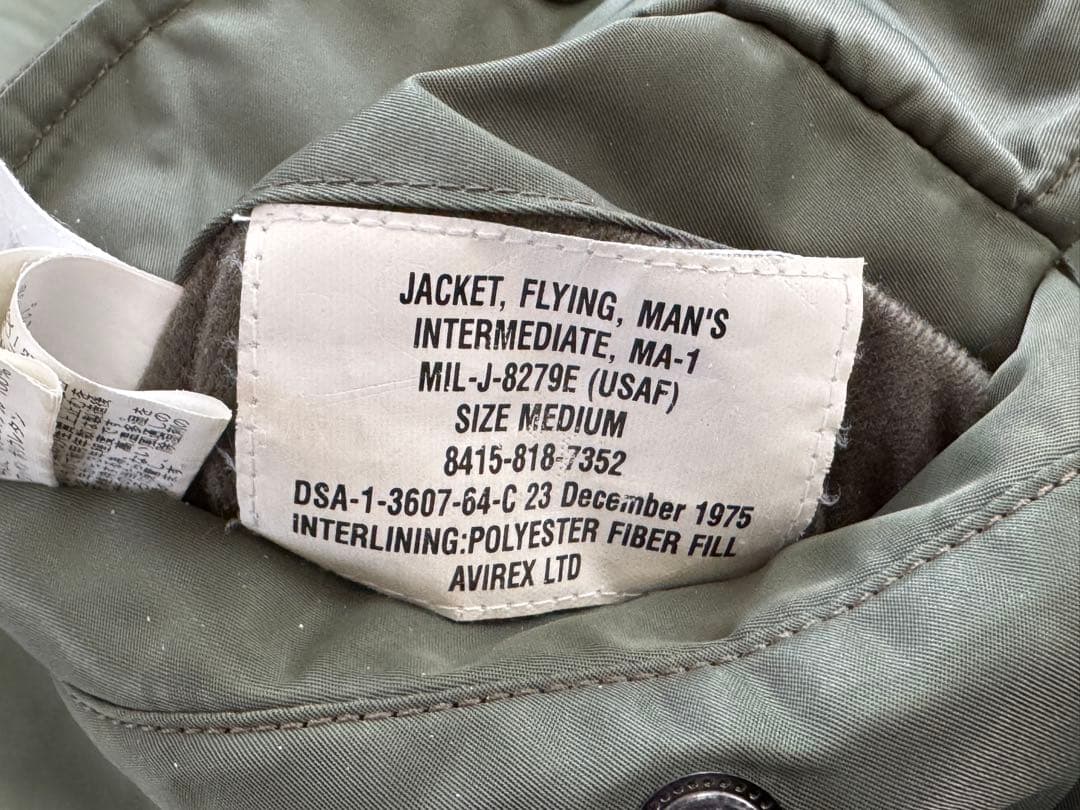 JACKET, FLYING, MAN'S
INTERMEDIATE, MA-1
MIL-J-8279E (USAF)
SIZE MEDIUM
8415-818-7352
DSA-1-3607-64-C 23 December 1975
INTERLINING:POLYESTER FIBER FILL
AVIREX LTD